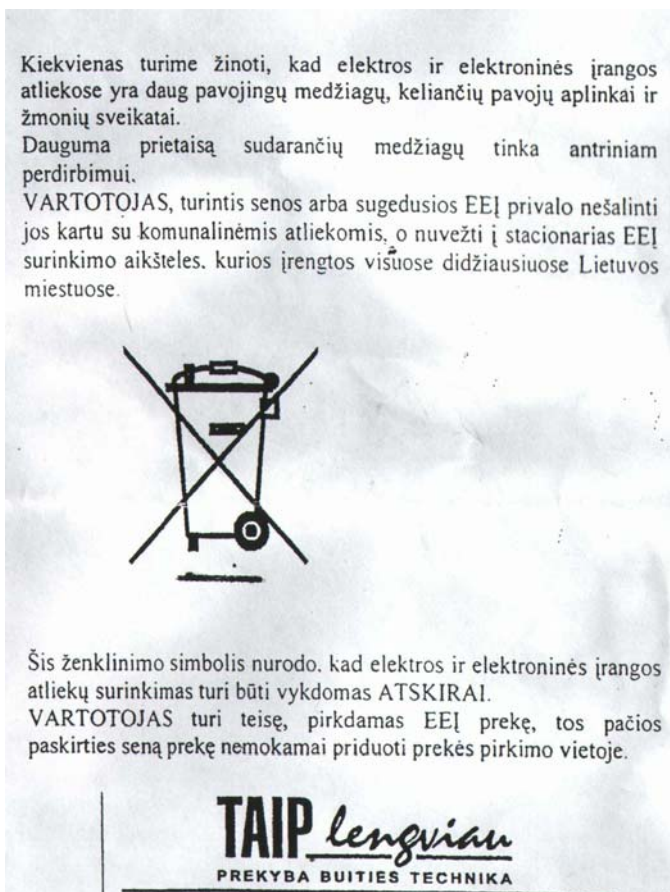 Kiekvienas turime žinoti, kad elektros ir elektroninės įrangos
atliekose yra daug pavojingų medžiagų, keliančių pavojų aplinkai ir
žmonių sveikatai.
Dauguma prietaisą sudarančių medžiagų tinka antriniam
perdirbimui.
VARTOTOJAS, turintis senos arba sugedusios EEĮ privalo nešalinti
jos kartu su komunalinėmis atliekomis, o nuvežti į stacionarias EEĮ
surinkimo aikšteles. kurios įrengtos visuose didžiausiuose Lietuvos
miestuose.
Šis ženklinimo simbolis nurodo. kad elektros ir elektroninės įrangos
atliekų surinkimas turi būti vykdomas ATSKIRAI.
VARTOTOJAS turi teisę, pirkdamas EEĮ prekę, tos pačios
paskirties seną prekę nemokamai priduoti prekės pirkimo vietoje.
TAIP lengviau
PREKYBA BUITIES TECHNIKA